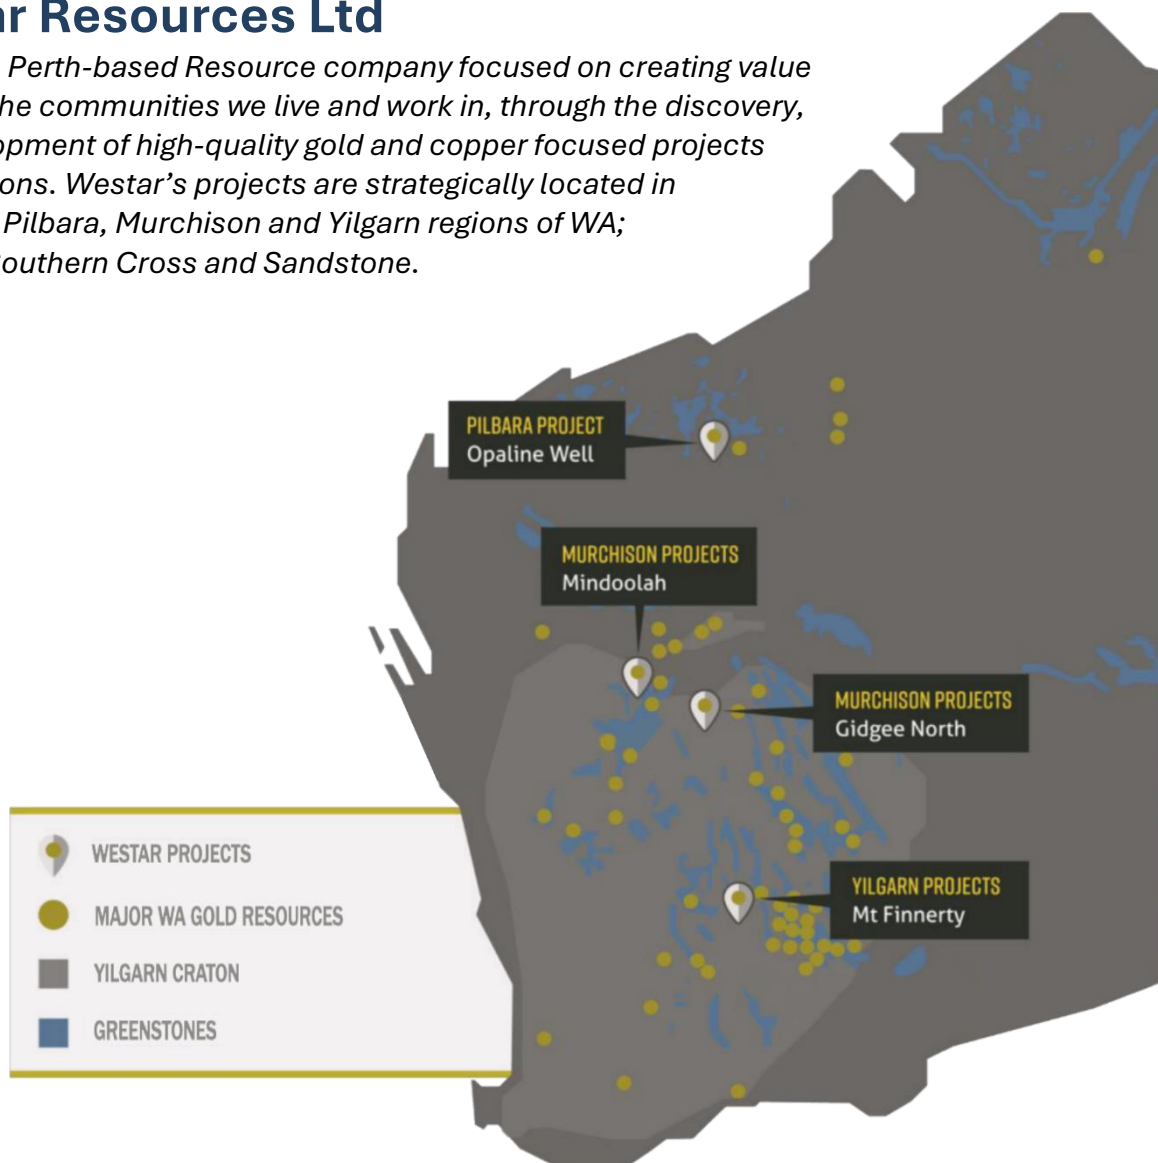 ar Resources Ltd
Perth-based Resource company focused on creating value
he communities we live and work in, through the discovery,
opment of high-quality gold and copper focused projects
ons. Westar's projects are strategically located in
Pilbara, Murchison and Yilgarn regions of WA;
outhern Cross and Sandstone.
PILBARA PROJECT
Opaline Well
MURCHISON PROJECTS
Mindoolah
MURCHISON PROJECTS
Gidgee North
YILGARN PROJECTS
Mt Finnerty
WESTAR PROJECTS
MAJOR WA GOLD RESOURCES
YILGARN CRATON
GREENSTONES